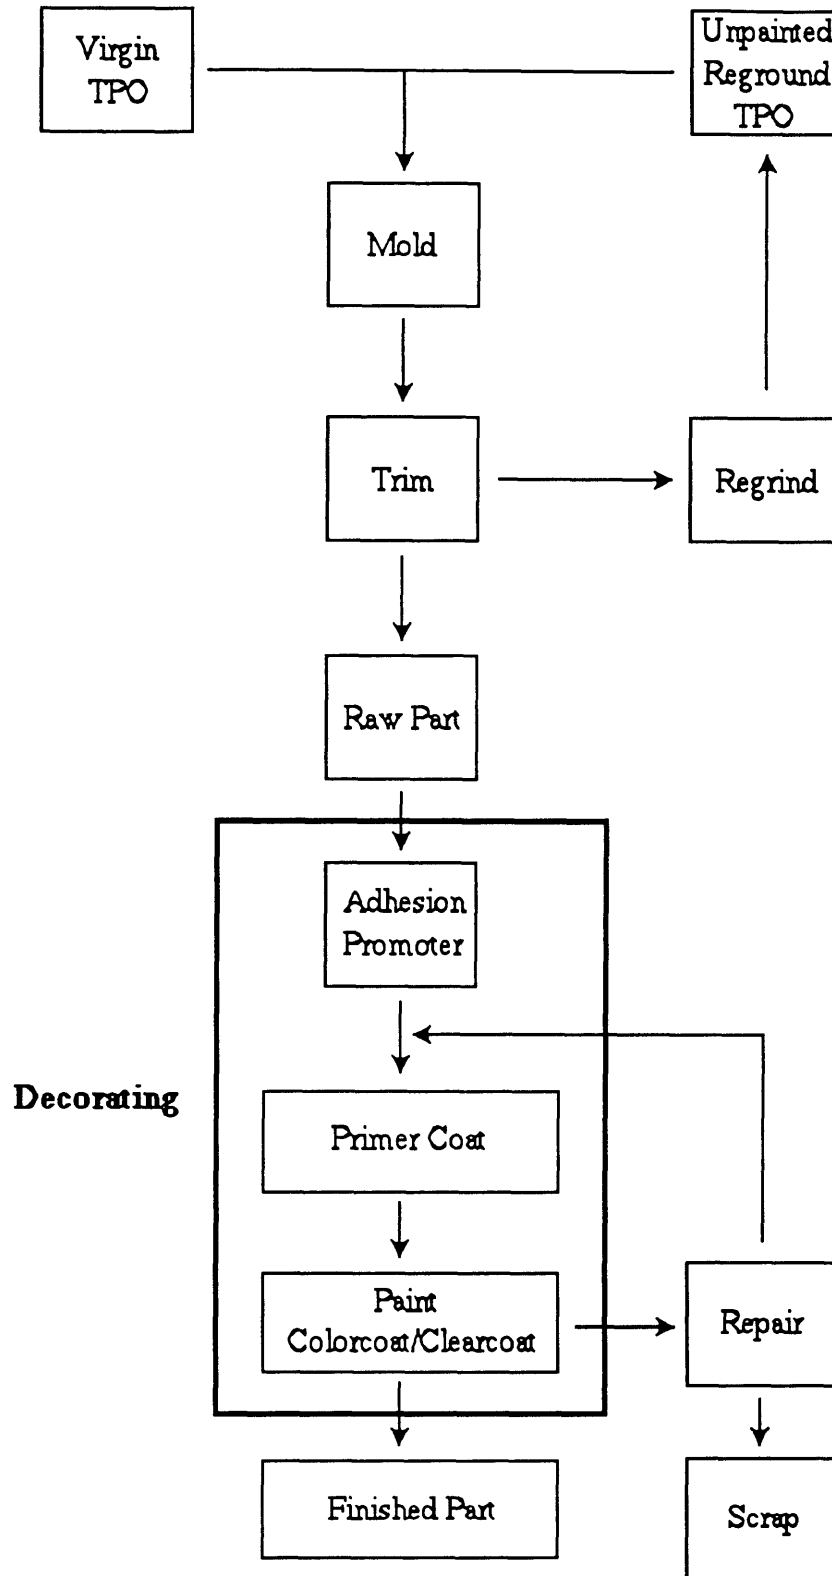 Virgin
TPO
Unpainted
Reground
TPO
Mold
Trim
Regrind
Raw Part
Adhesion
Promoter
Decorating
Primer Coat
Paint
Colorcoat/Clearcoat
Repair
Finished Part
Scrap